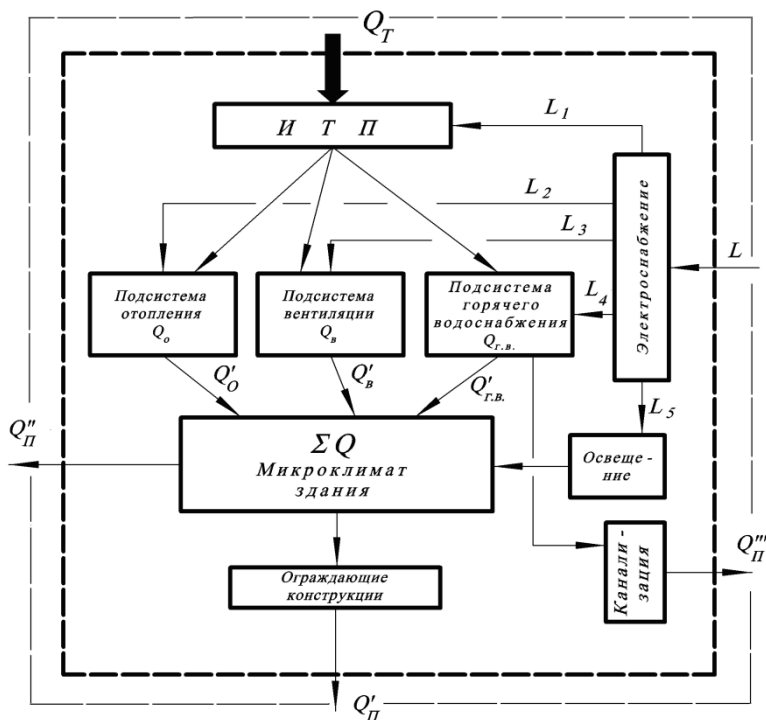 Q_T
И Т П
L_1
L_2
L_3
L
L_4
Электроснабжение
Подсистема
отопления
Q_о
Подсистема
вентиляции
Q_в
Подсистема
горячего
водоснабжения
Q_г.в.
Q'_О
Q'_В
Q'_г.в.
L_5
Q''_П
ΣQ
Микроклимат
здания
Освеще -
ние
Канали -
зация
Q'''_П
Ограждающие
конструкции
Q'_П